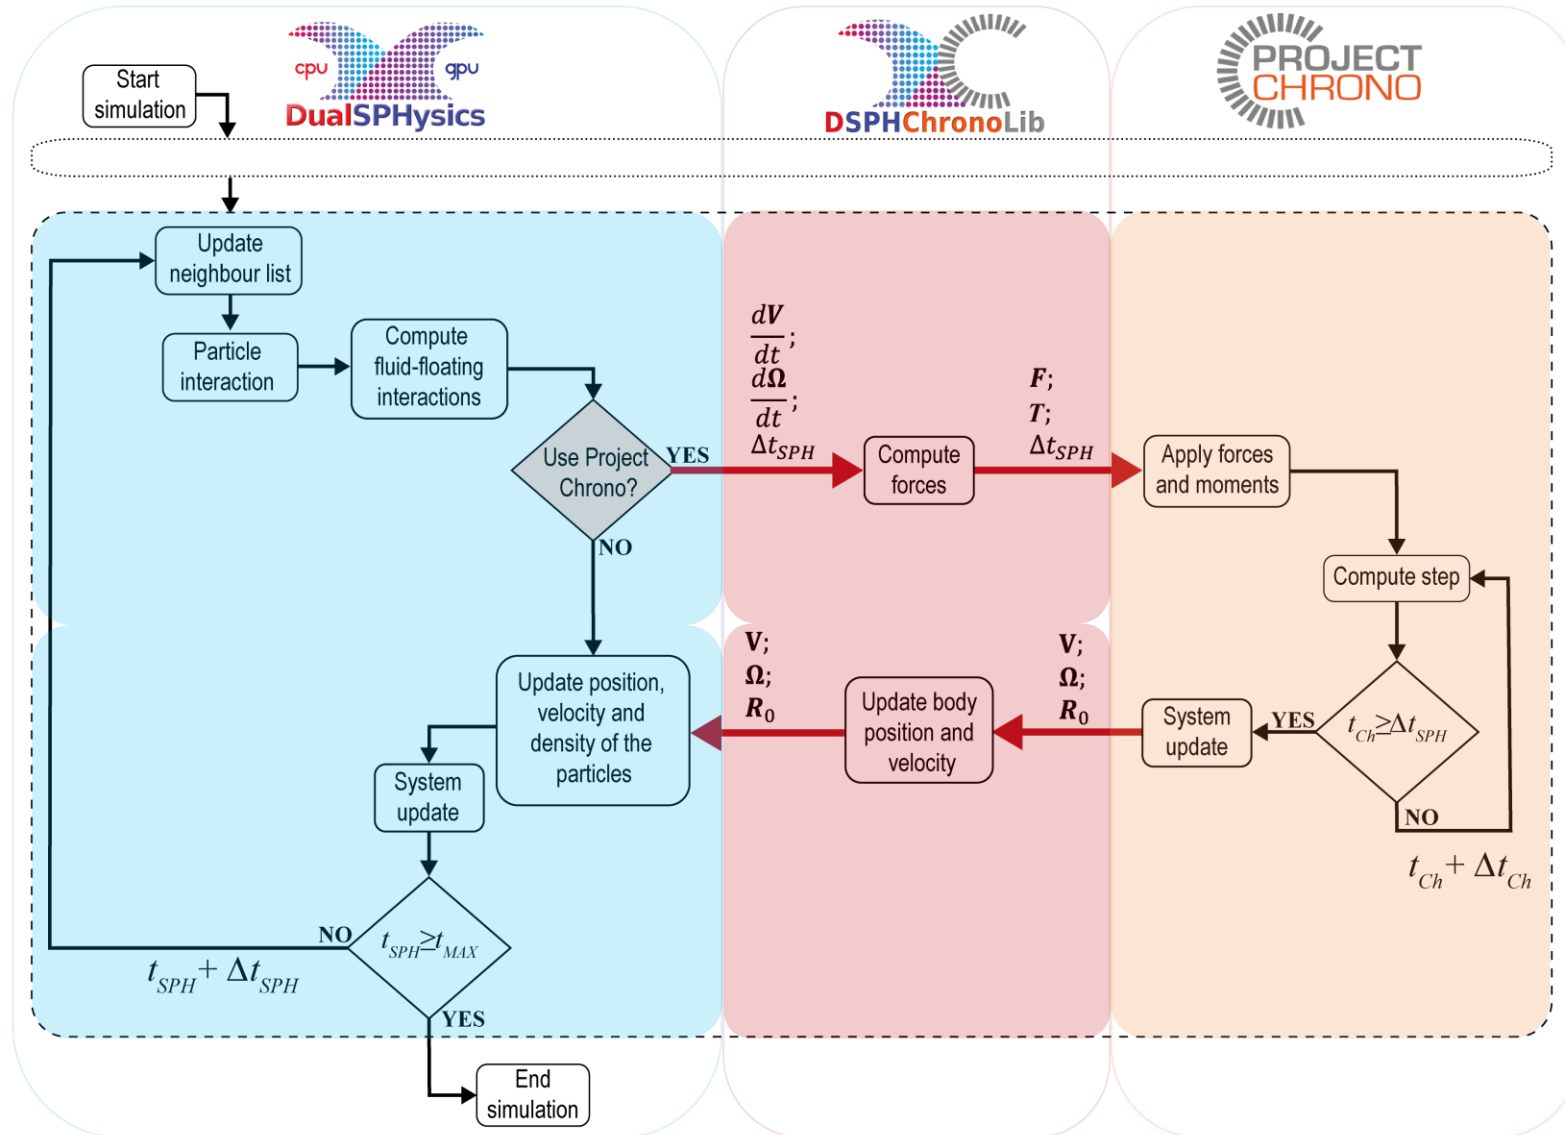 cpu
gpu
DualSPHysics
DSPHChronoLib
PROJECT
CHRONO
Start
simulation
Update
neighbour list
Particle
interaction
Compute
fluid-floating
interactions
Use Project
Chrono?
YES
NO
dV
dt ;
dΩ
dt ;
Δt_SPH
Compute
forces
F;
T;
Δt_SPH
Apply forces
and moments
Compute step
t_Ch≥Δt_SPH
YES
NO
t_Ch + Δt_Ch
System
update
V;
Ω;
R₀
Update body
position and
velocity
V;
Ω;
R₀
Update position,
velocity and
density of the
particles
System
update
t_SPH≥t_MAX
NO
t_SPH + Δt_SPH
YES
End
simulation